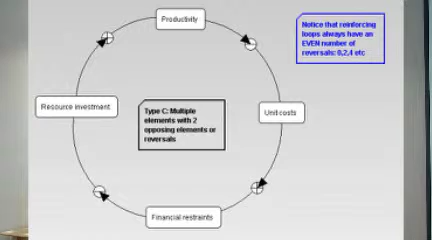 Productivity
Notice that reinforcing
loops always have an
EVEN number of
reversals: 0,2,4 etc
Resource investment
Type C: Multiple
elements with 2
opposing elements or
reversals
Unit costs
Financial restraints